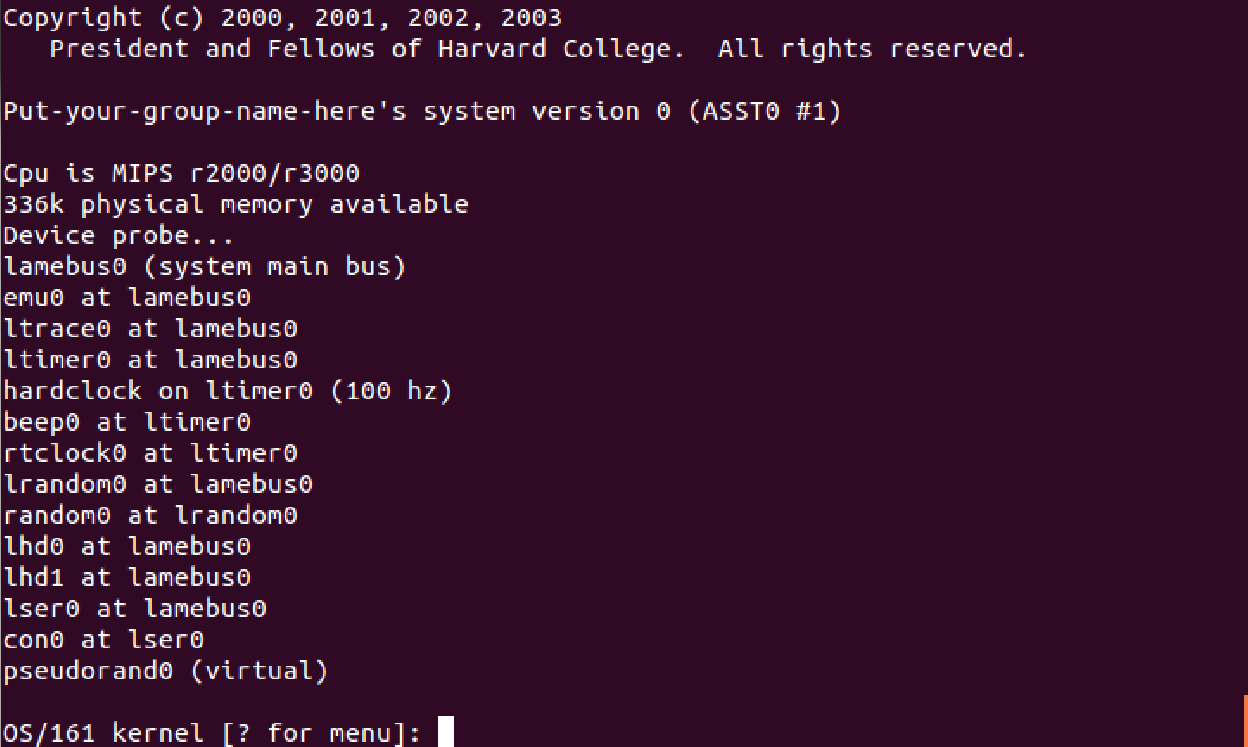 Copyright (c) 2000, 2001, 2002, 2003
   President and Fellows of Harvard College.  All rights reserved.

Put-your-group-name-here's system version 0 (ASST0 #1)

Cpu is MIPS r2000/r3000
336k physical memory available
Device probe...
lamebus0 (system main bus)
emu0 at lamebus0
ltrace0 at lamebus0
ltimer0 at lamebus0
hardclock on ltimer0 (100 hz)
beep0 at ltimer0
rtclock0 at ltimer0
lrandom0 at lamebus0
random0 at lrandom0
lhd0 at lamebus0
lhd1 at lamebus0
lser0 at lamebus0
con0 at lser0
pseudorand0 (virtual)

OS/161 kernel [? for menu]: